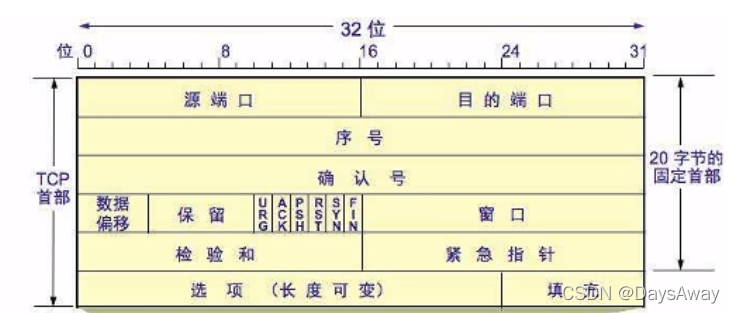 32 位
位 0 8 16 24 31
源 端 口 目 的 端 口
序 号
TCP 首部
确 认 号
20 字节的
固定首部
数据
偏移
保 留
URG ACK PSH RST SYN FIN
窗 口
检 验 和 紧 急 指 针
选 项 (长 度 可 变) 填 充
CSDN @DaysAway